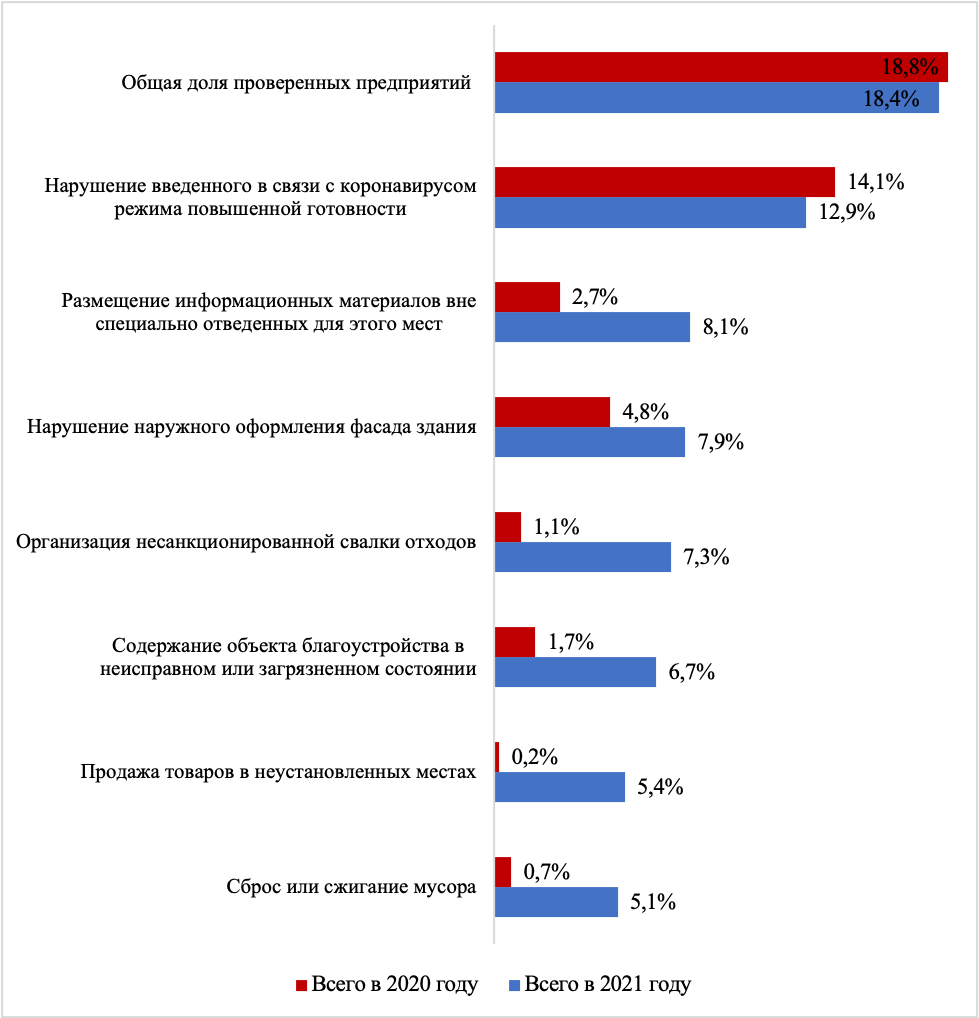 Общая доля проверенных предприятий
18,8%
18,4%
Нарушение введенного в связи с коронавирусом
режима повышенной готовности
14,1%
12,9%
Размещение информационных материалов вне
специально отведенных для этого мест
2,7%
8,1%
Нарушение наружного оформления фасада здания
4,8%
7,9%
Организация несанкционированной свалки отходов
1,1%
7,3%
Содержание объекта благоустройства в
неисправном или загрязненном состоянии
1,7%
6,7%
Продажа товаров в неустановленных местах
0,2%
5,4%
Сброс или сжигание мусора
0,7%
5,1%
Всего в 2020 году
Всего в 2021 году